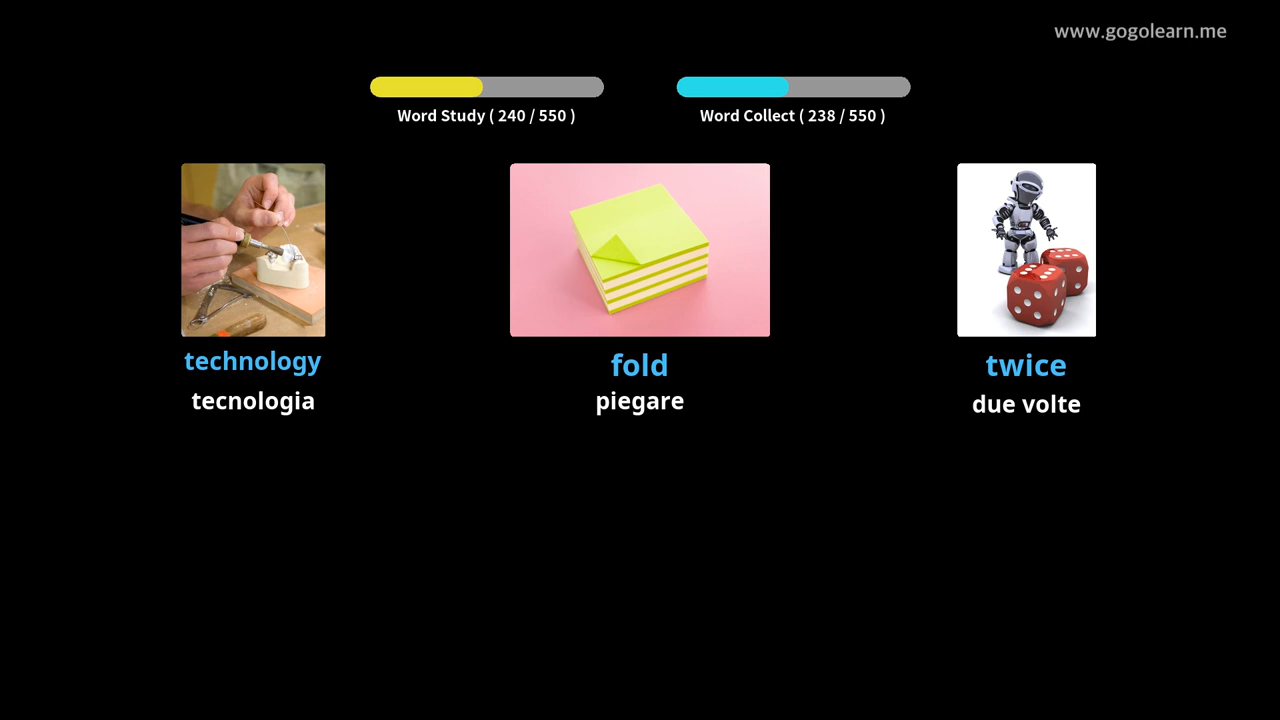 www.gogolearn.me
Word Study ( 240 / 550 )
Word Collect ( 238 / 550 )
technology
tecnologia
fold
piegare
twice
due volte